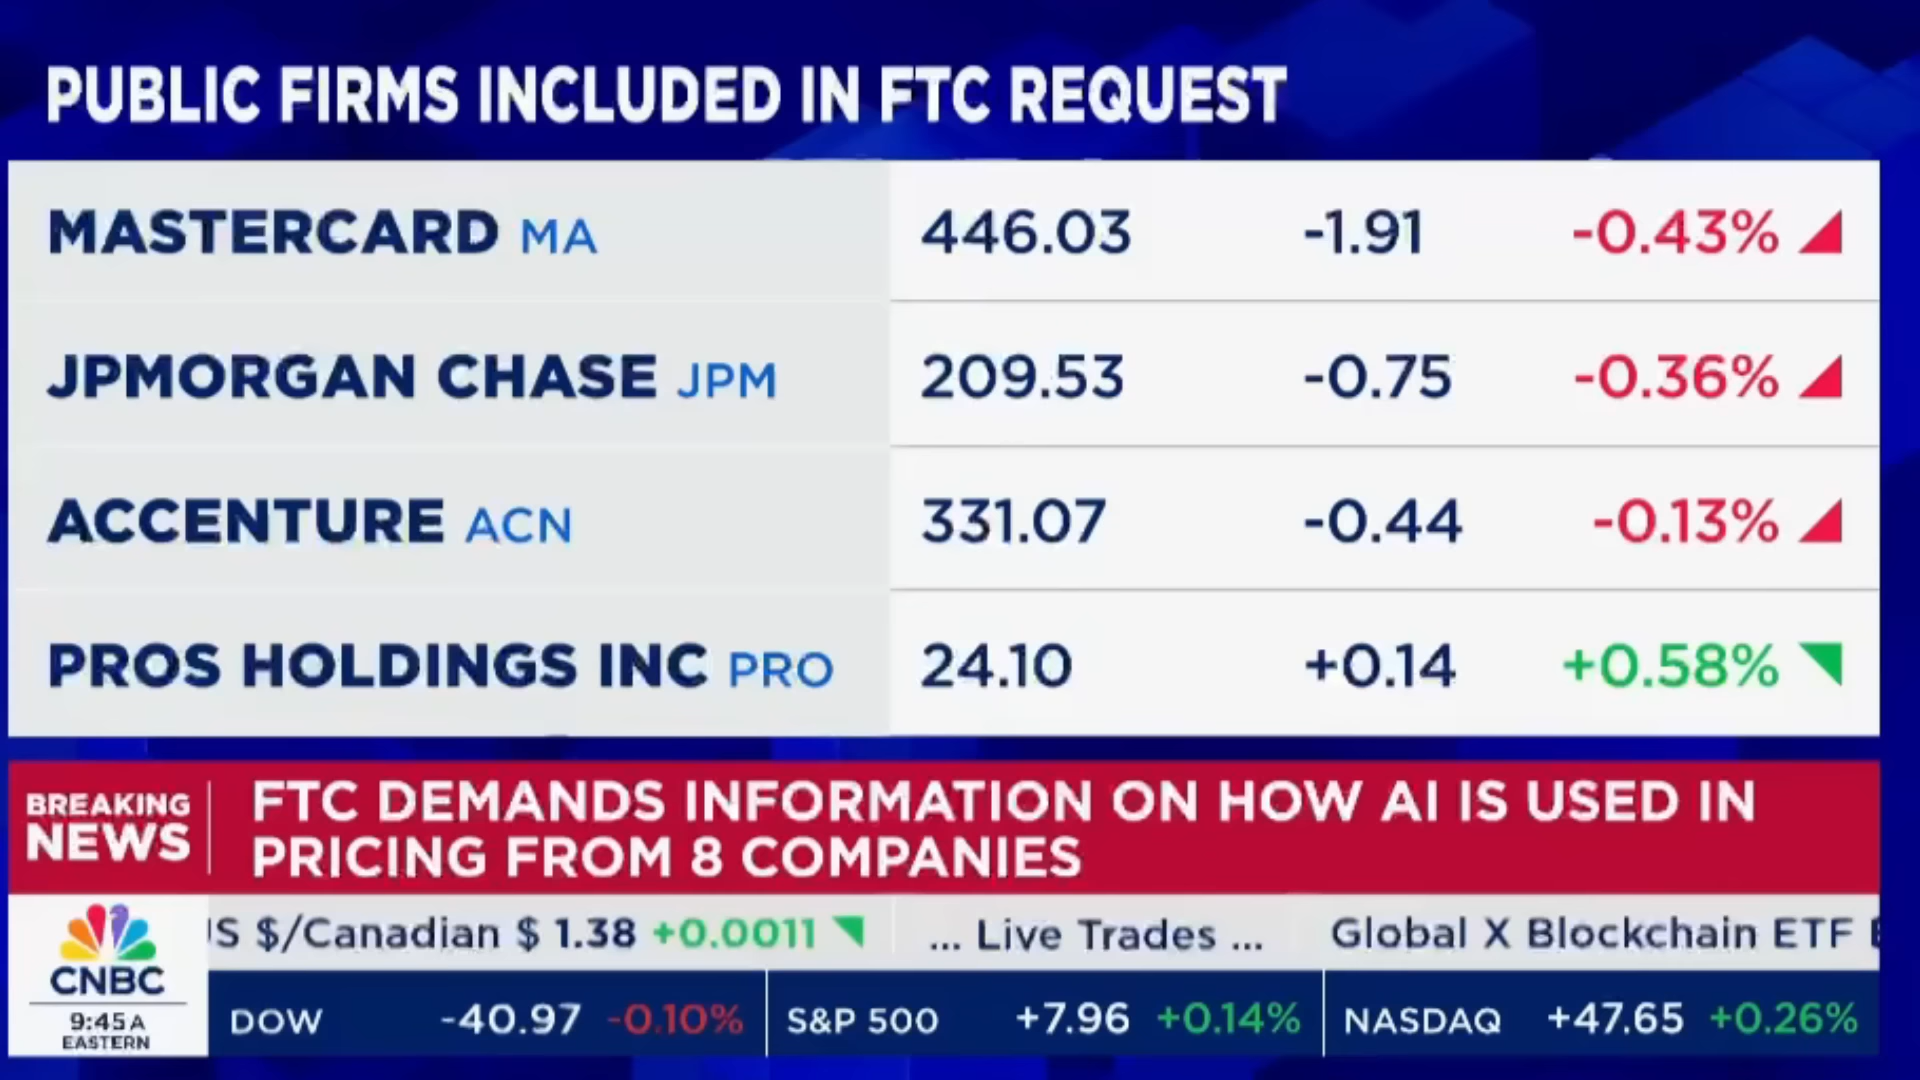 PUBLIC FIRMS INCLUDED IN FTC REQUEST
MASTERCARD MA 446.03 -1.91 -0.43%
JPMORGAN CHASE JPM 209.53 -0.75 -0.36%
ACCENTURE ACN 331.07 -0.44 -0.13%
PROS HOLDINGS INC PRO 24.10 +0.14 +0.58%
BREAKING
NEWS
FTC DEMANDS INFORMATION ON HOW AI IS USED IN
PRICING FROM 8 COMPANIES
$/Canadian $ 1.38 +0.0011 ... Live Trades ... Global X Blockchain ETF
CNBC
9:45A
EASTERN
DOW -40.97 -0.10% S&P 500 +7.96 +0.14% NASDAQ +47.65 +0.26%